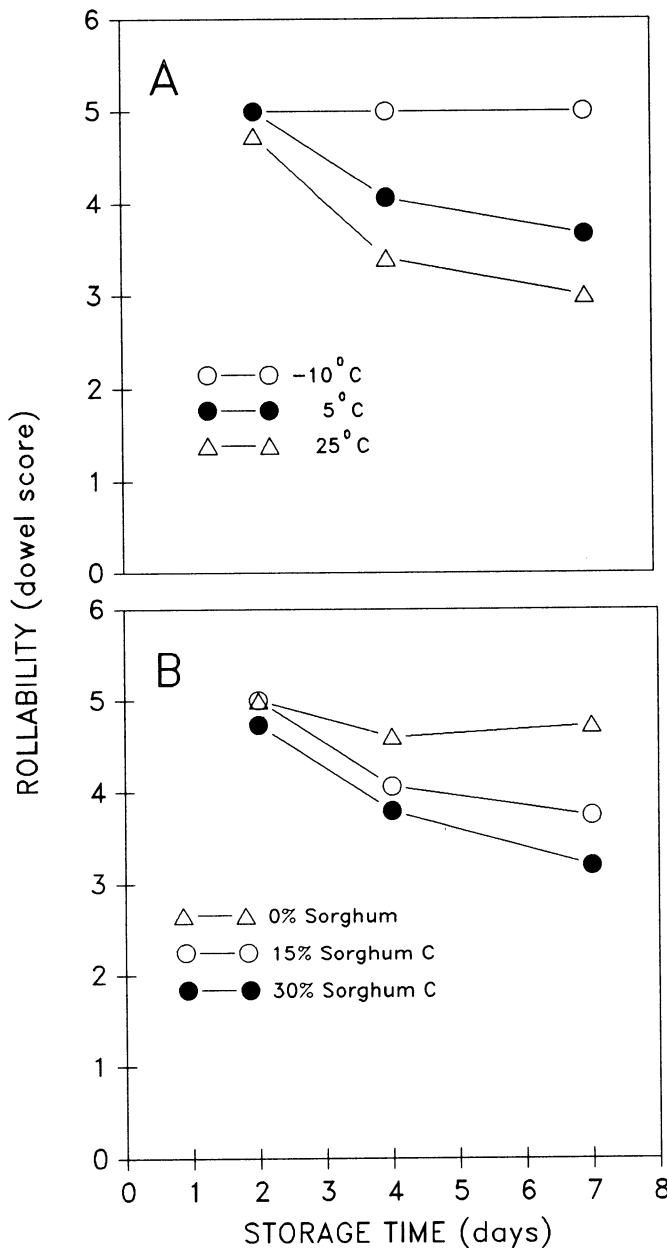 6
A
5
4
3
−10°C
5°C
2
25°C
1
0
ROLLABILITY (dowel score)
6
B
5
4
3
0% Sorghum
15% Sorghum C
2
30% Sorghum C
1
0
0 1 2 3 4 5 6 7 8
STORAGE TIME (days)